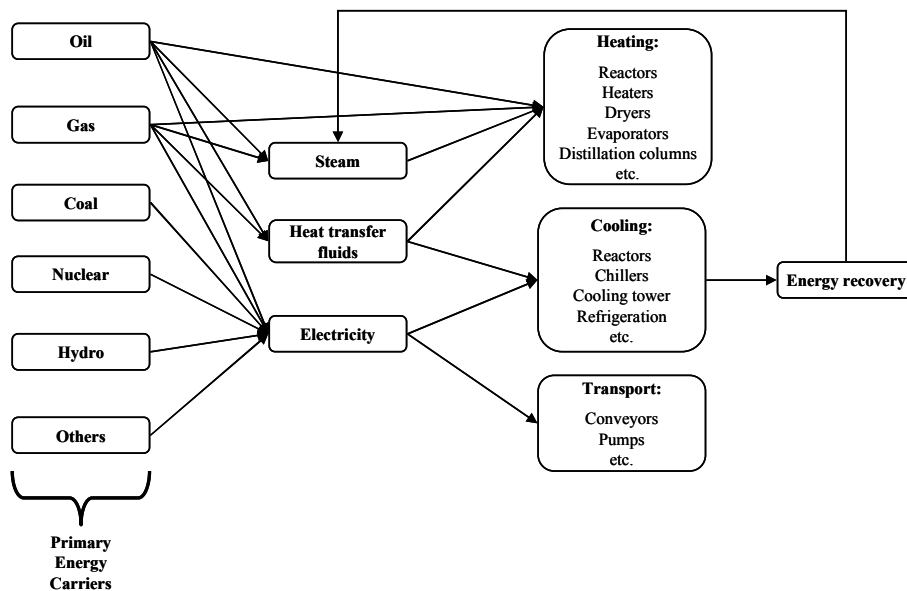 Oil
Gas
Coal
Nuclear
Hydro
Others
Primary
Energy
Carriers
Steam
Heat transfer
fluids
Electricity
Heating:
Reactors
Heaters
Dryers
Evaporators
Distillation columns
etc.
Cooling:
Reactors
Chillers
Cooling tower
Refrigeration
etc.
Transport:
Conveyors
Pumps
etc.
Energy recovery